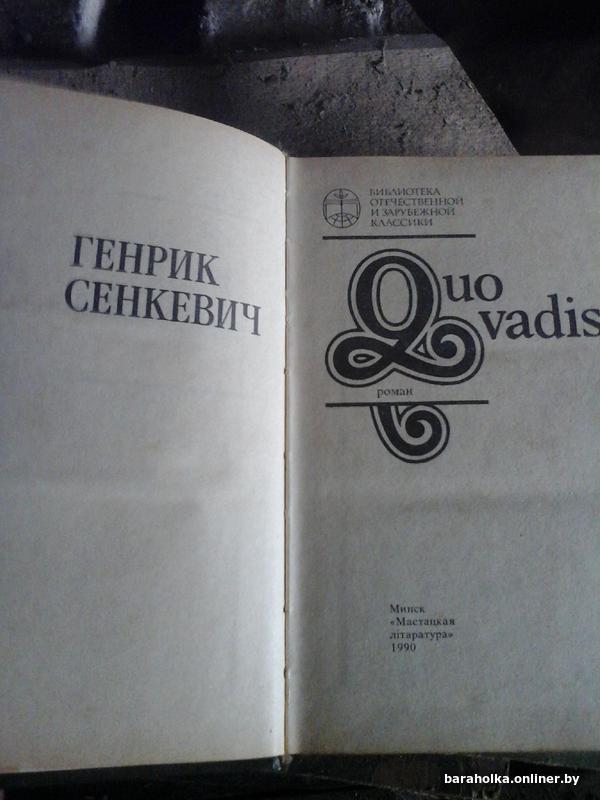 ГЕНРИК
СЕНКЕВИЧ
БИБЛИОТЕКА
ОТЕЧЕСТВЕННОЙ
И ЗАРУБЕЖНОЙ
КЛАССИКИ
Quo
vadis
роман
Минск
«Мастацкая
літаратура»
1990
baraholka.onliner.by